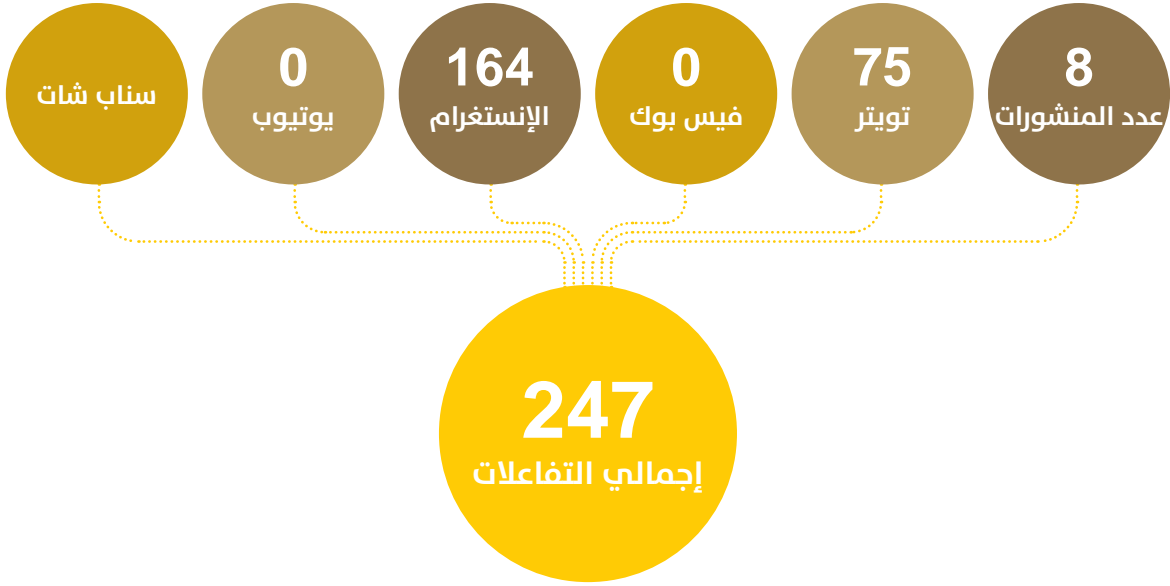 8
عدد المنشورات
75
تويتر
0
فيس بوك
164
الإنستغرام
0
يوتيوب
سناب شات
247
إجمالي التفاعلات